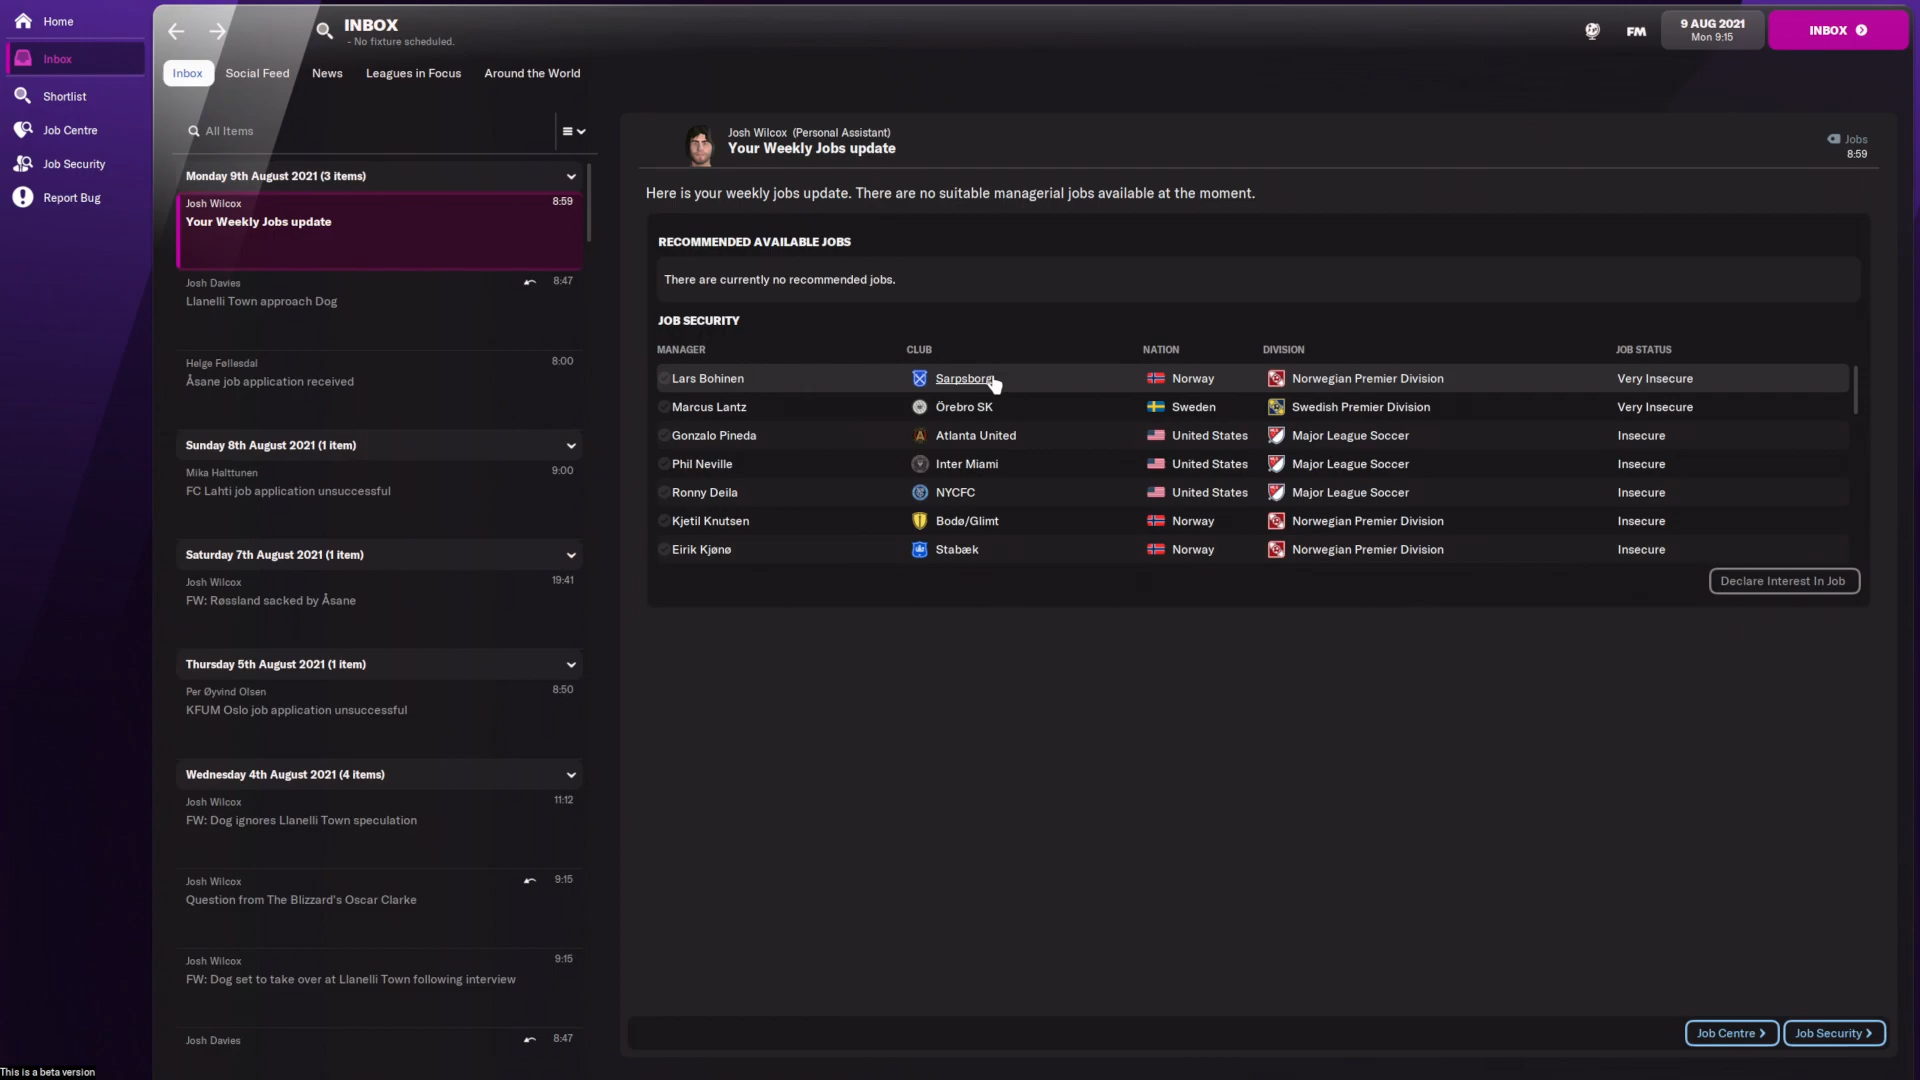 Home
Inbox
Shortlist
Job Centre
Job Security
Report Bug
INBOX
- No fixture scheduled.
FM
9 AUG 2021
Mon 9:15
INBOX
Inbox Social Feed News Leagues in Focus Around the World
All Items
Monday 9th August 2021 (3 items)
Josh Wilcox 8:59
Your Weekly Jobs update
Josh Davies 8:47
Llanelli Town approach Dog
Helge Føllesdal 8:00
Åsane job application received
Sunday 8th August 2021 (1 item)
Mika Halttunen 9:00
FC Lahti job application unsuccessful
Saturday 7th August 2021 (1 item)
Josh Wilcox 19:41
FW: Røssland sacked by Åsane
Thursday 5th August 2021 (1 item)
Per Øyvind Olsen 8:50
KFUM Oslo job application unsuccessful
Wednesday 4th August 2021 (4 items)
Josh Wilcox 11:12
FW: Dog ignores Llanelli Town speculation
Josh Wilcox 9:15
Question from The Blizzard's Oscar Clarke
Josh Wilcox 9:15
FW: Dog set to take over at Llanelli Town following interview
Josh Davies 8:47
Josh Wilcox (Personal Assistant)
Your Weekly Jobs update
Jobs
8:59
Here is your weekly jobs update. There are no suitable managerial jobs available at the moment.
RECOMMENDED AVAILABLE JOBS
There are currently no recommended jobs.
JOB SECURITY
MANAGER CLUB NATION DIVISION JOB STATUS
Lars Bohinen Sarpsborg Norway Norwegian Premier Division Very Insecure
Marcus Lantz Örebro SK Sweden Swedish Premier Division Very Insecure
Gonzalo Pineda Atlanta United United States Major League Soccer Insecure
Phil Neville Inter Miami United States Major League Soccer Insecure
Ronny Deila NYCFC United States Major League Soccer Insecure
Kjetil Knutsen Bodø/Glimt Norway Norwegian Premier Division Insecure
Eirik Kjønø Stabæk Norway Norwegian Premier Division Insecure
Declare Interest In Job
Job Centre Job Security
This is a beta version